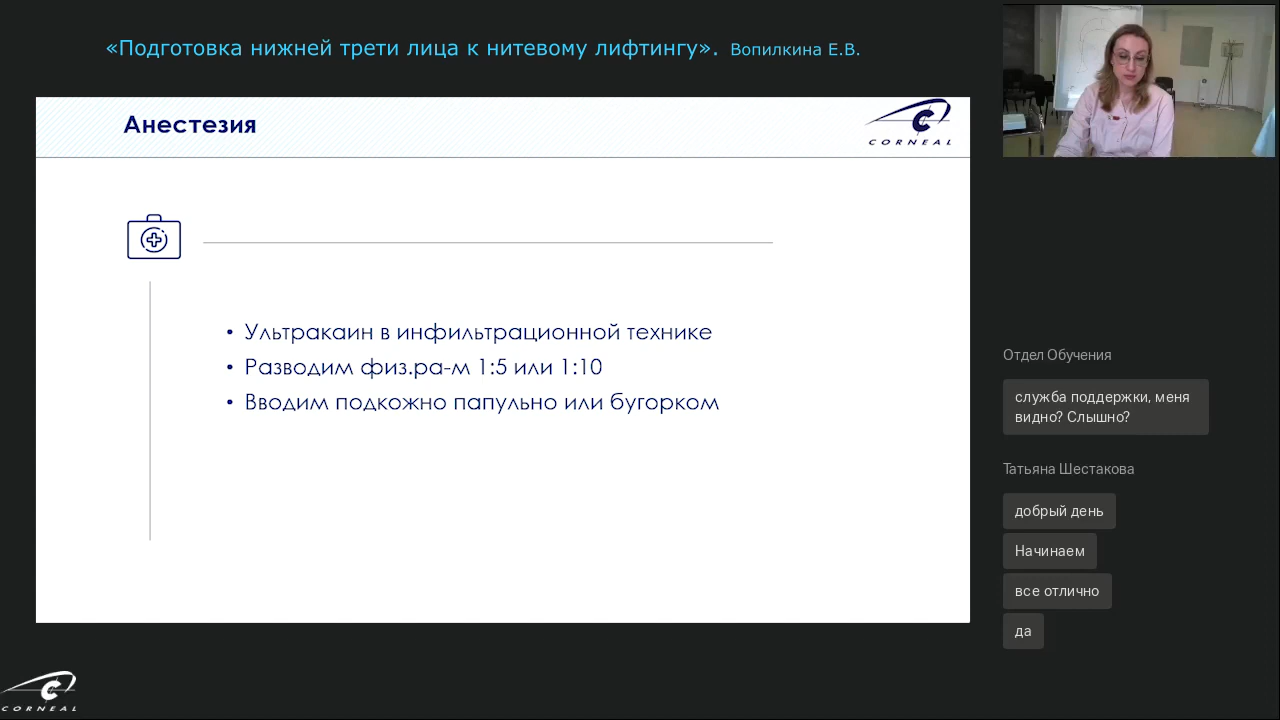 «Подготовка нижней трети лица к нитевому лифтингу». Вопилкина Е.В.
Анестезия
CORNEAL
• Ультракаин в инфильтрационной технике
• Разводим физ.ра-м 1:5 или 1:10
• Вводим подкожно папульно или бугорком
Отдел Обучения
служба поддержки, меня
видно? Слышно?
Татьяна Шестакова
добрый день
Начинаем
все отлично
да
CORNEAL